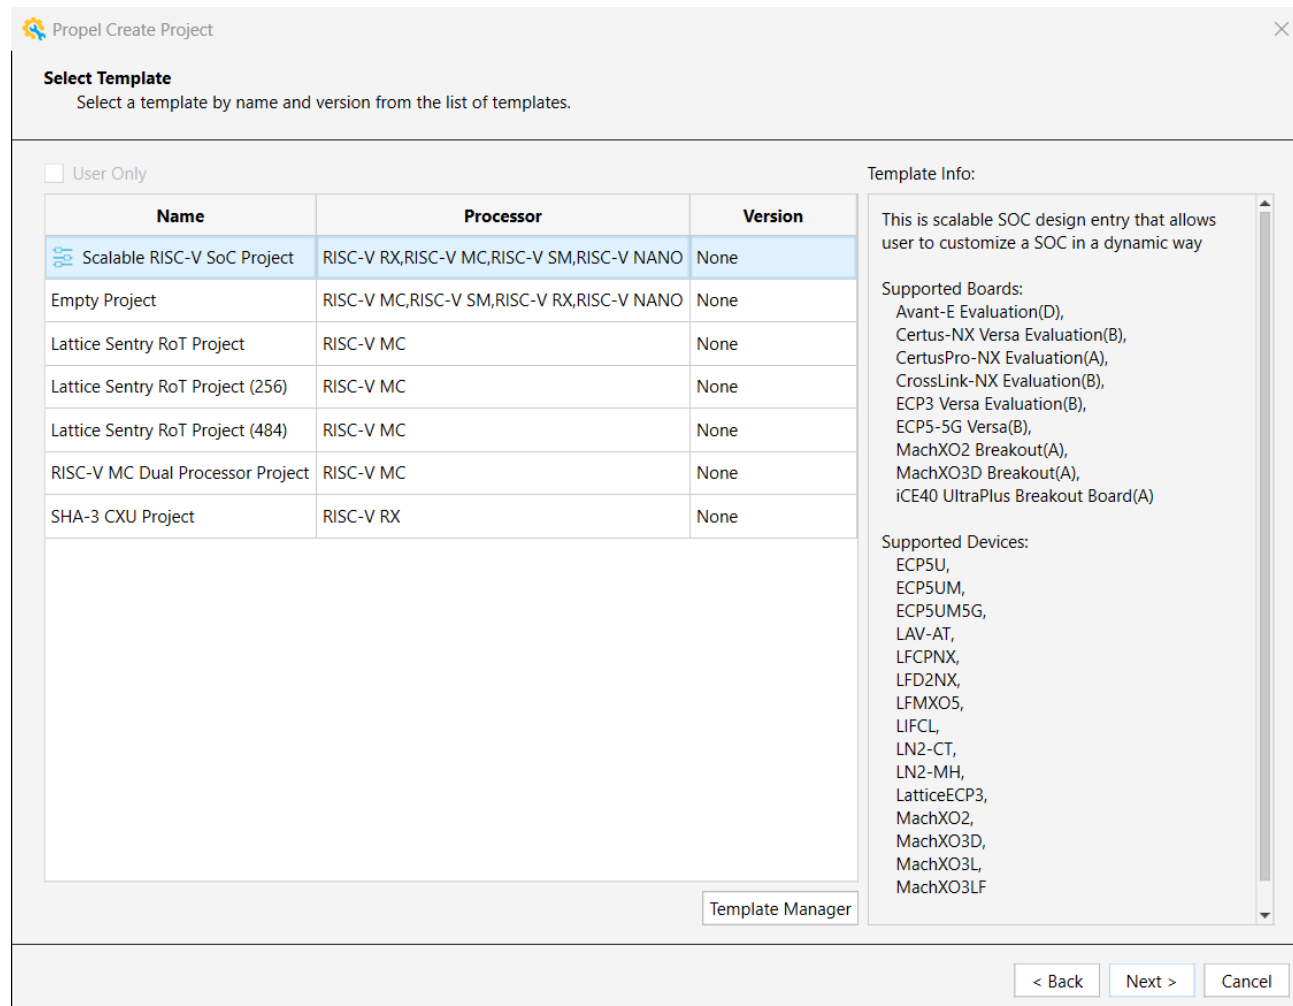 Propel Create Project
Select Template
Select a template by name and version from the list of templates.
User Only
Name Processor Version
Scalable RISC-V SoC Project RISC-V RX,RISC-V MC,RISC-V SM,RISC-V NANO None
Empty Project RISC-V MC,RISC-V SM,RISC-V RX,RISC-V NANO None
Lattice Sentry RoT Project RISC-V MC None
Lattice Sentry RoT Project (256) RISC-V MC None
Lattice Sentry RoT Project (484) RISC-V MC None
RISC-V MC Dual Processor Project RISC-V MC None
SHA-3 CXU Project RISC-V RX None
Template Manager
Template Info:
This is scalable SOC design entry that allows
user to customize a SOC in a dynamic way
Supported Boards:
Avant-E Evaluation(D),
Certus-NX Versa Evaluation(B),
CertusPro-NX Evaluation(A),
CrossLink-NX Evaluation(B),
ECP3 Versa Evaluation(B),
ECP5-5G Versa(B),
MachXO2 Breakout(A),
MachXO3D Breakout(A),
iCE40 UltraPlus Breakout Board(A)
Supported Devices:
ECP5U,
ECP5UM,
ECP5UM5G,
LAV-AT,
LFCPNX,
LFD2NX,
LFMXO5,
LIFCL,
LN2-CT,
LN2-MH,
LatticeECP3,
MachXO2,
MachXO3D,
MachXO3L,
MachXO3LF
< Back Next > Cancel